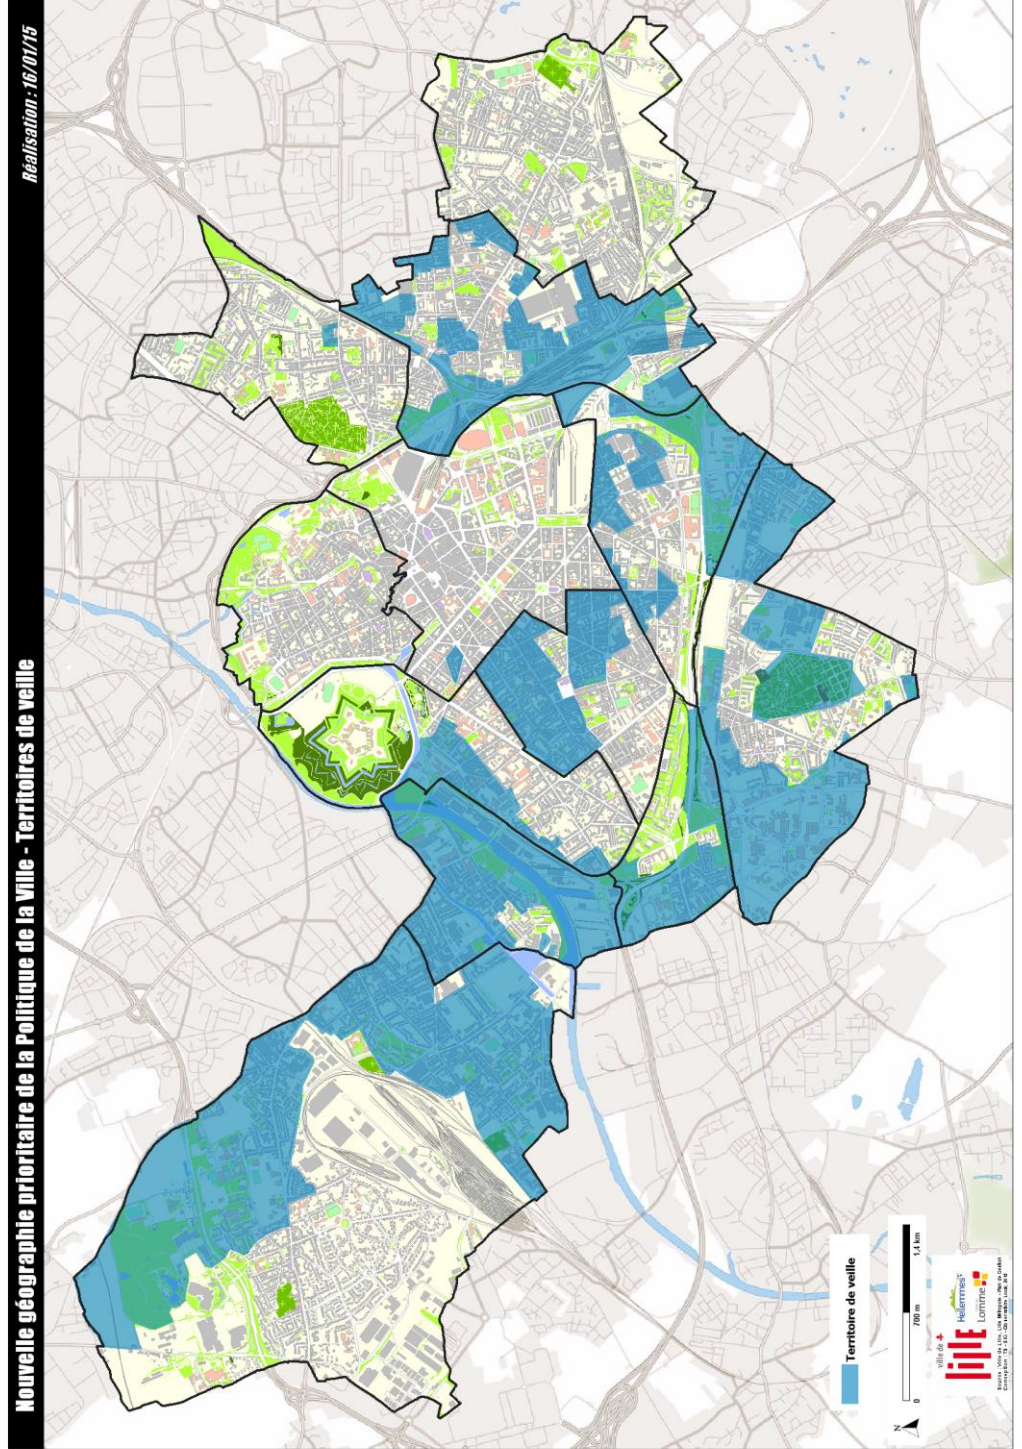 Nouvelle géographie prioritaire de la Politique de la Ville - Territoires de veille
Réalisation : 16/01/15
Territoire de veille
N
0
700 m
1,4 km
ville de
lille
Hellemmes
Lomme